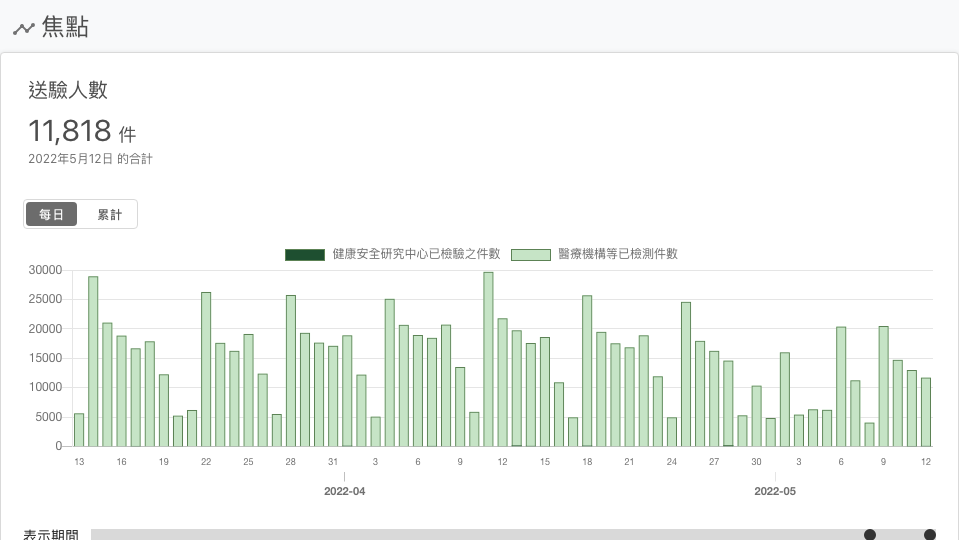 焦點
送驗人數
11,818 件
2022年5月12日 的合計
每日 累計
健康安全研究中心已檢驗之件數 醫療機構等已檢測件數
30000
25000
20000
15000
10000
5000
0
13 16 19 22 25 28 31 3 6 9 12 15 18 21 24 27 30 3 6 9 12
2022-04 2022-05
表示期間